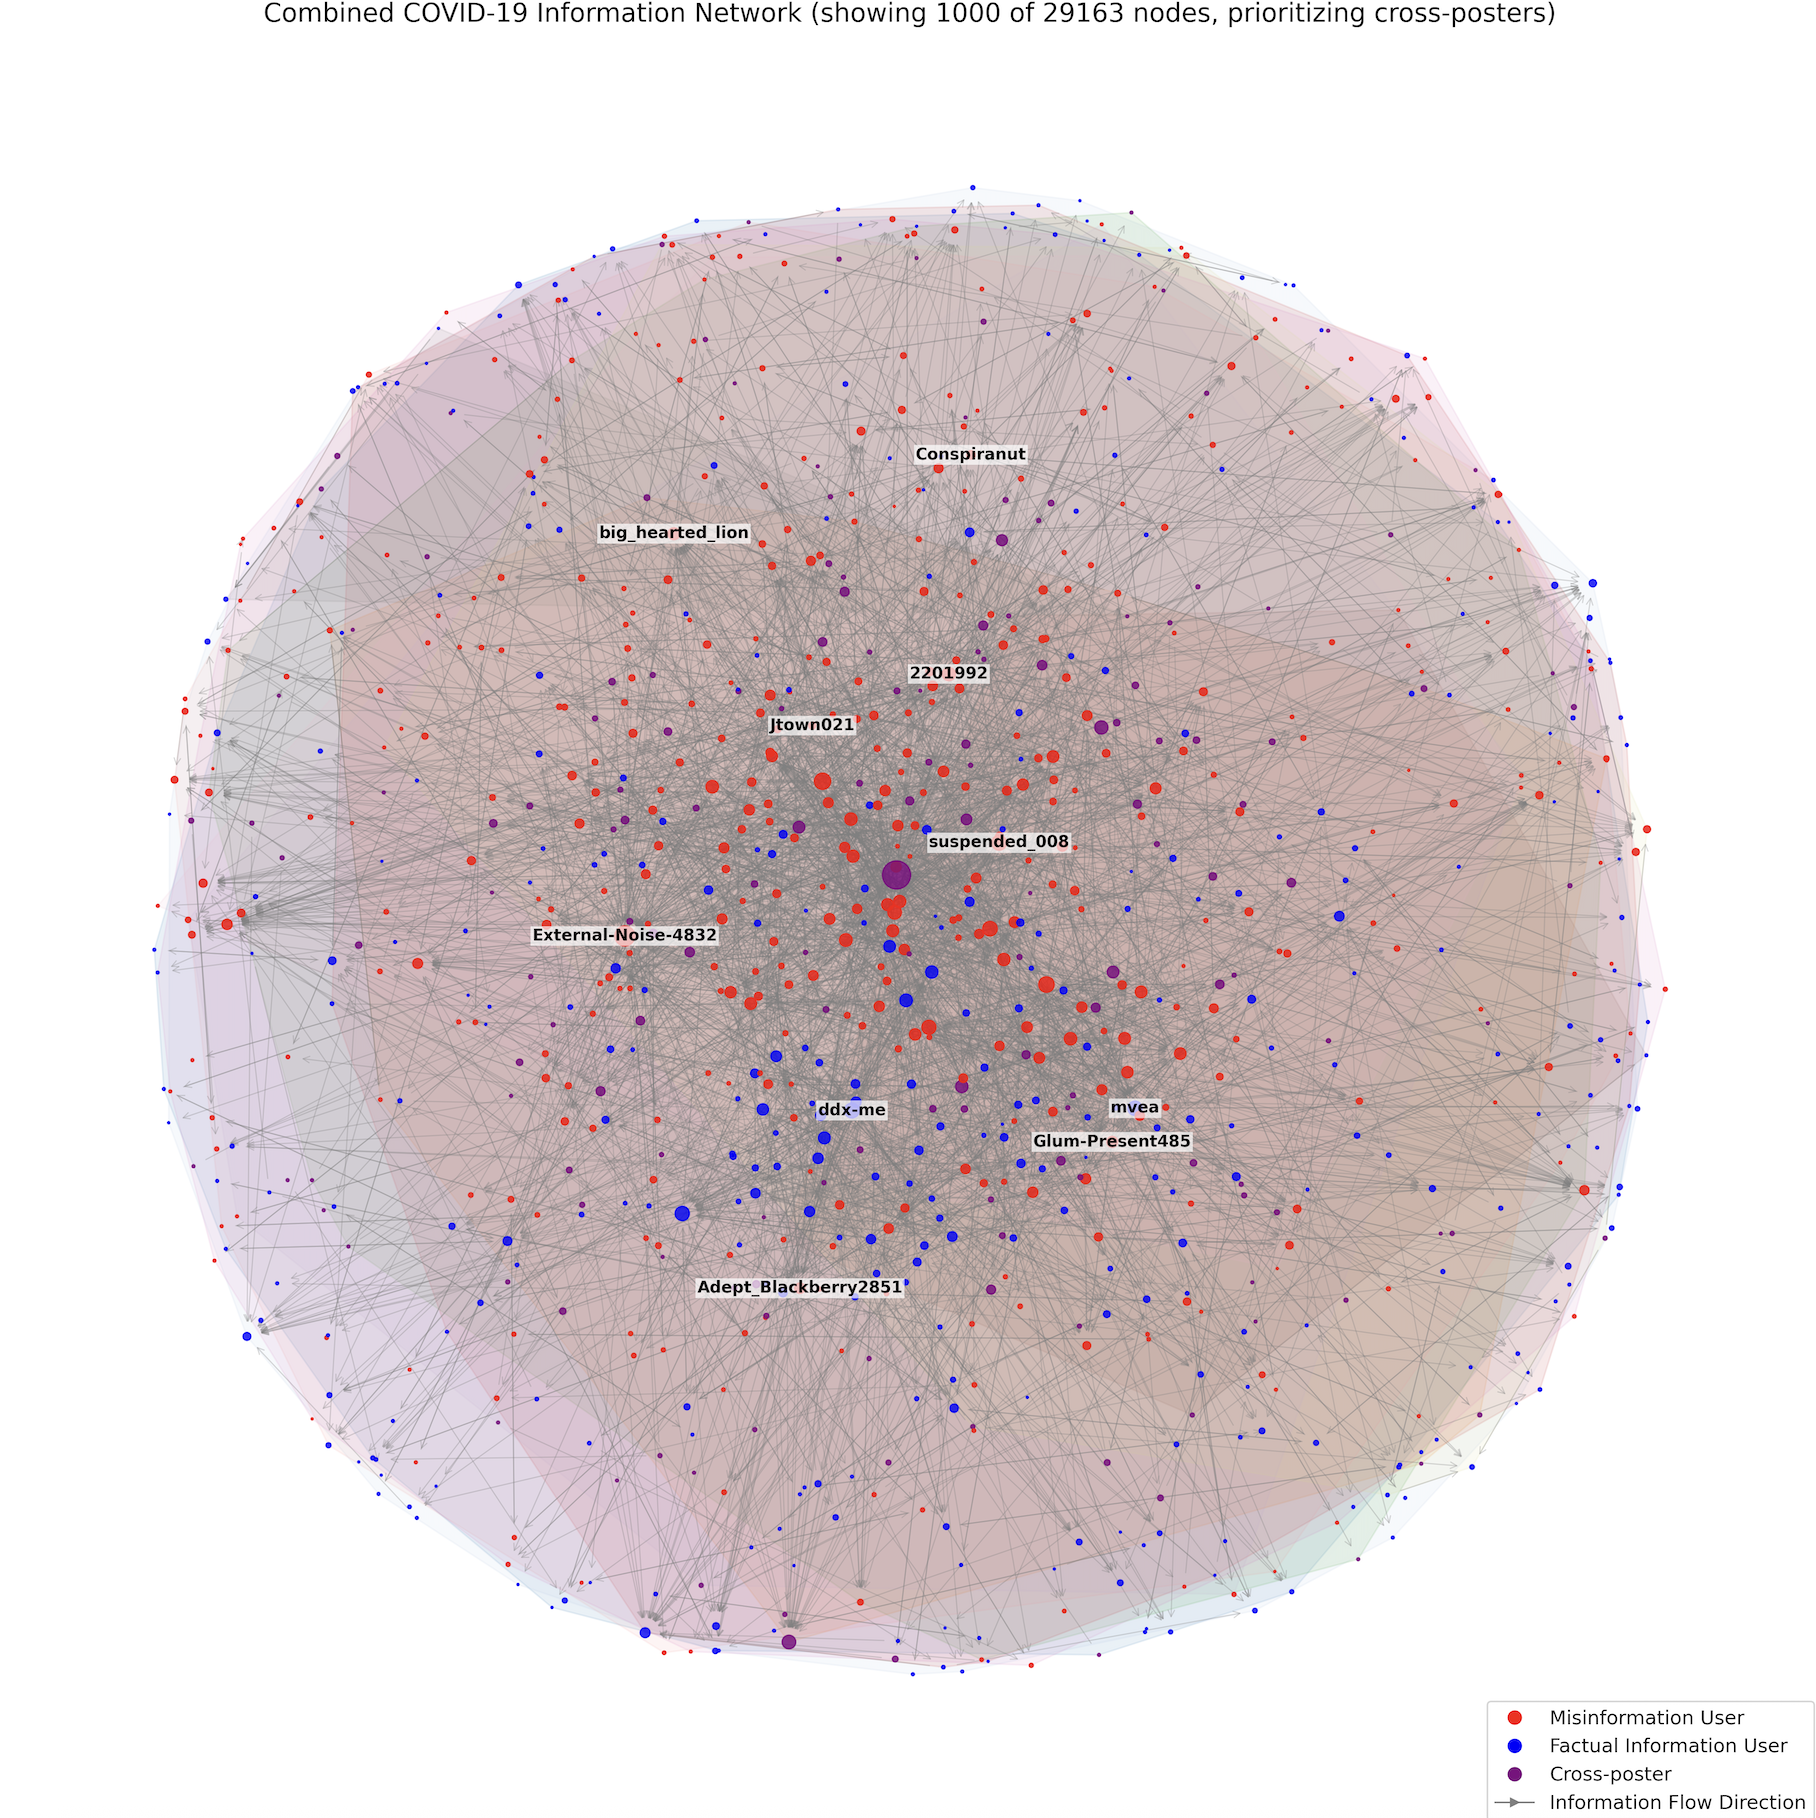 Combined COVID-19 Information Network (showing 1000 of 29163 nodes, prioritizing cross-posters)
Conspiranut
big_hearted_lion
2201992
Jtown021
suspended_008
External-Noise-4832
ddx-me
mvea
Glum-Present485
Adept_Blackberry2851
Misinformation User
Factual Information User
Cross-poster
Information Flow Direction